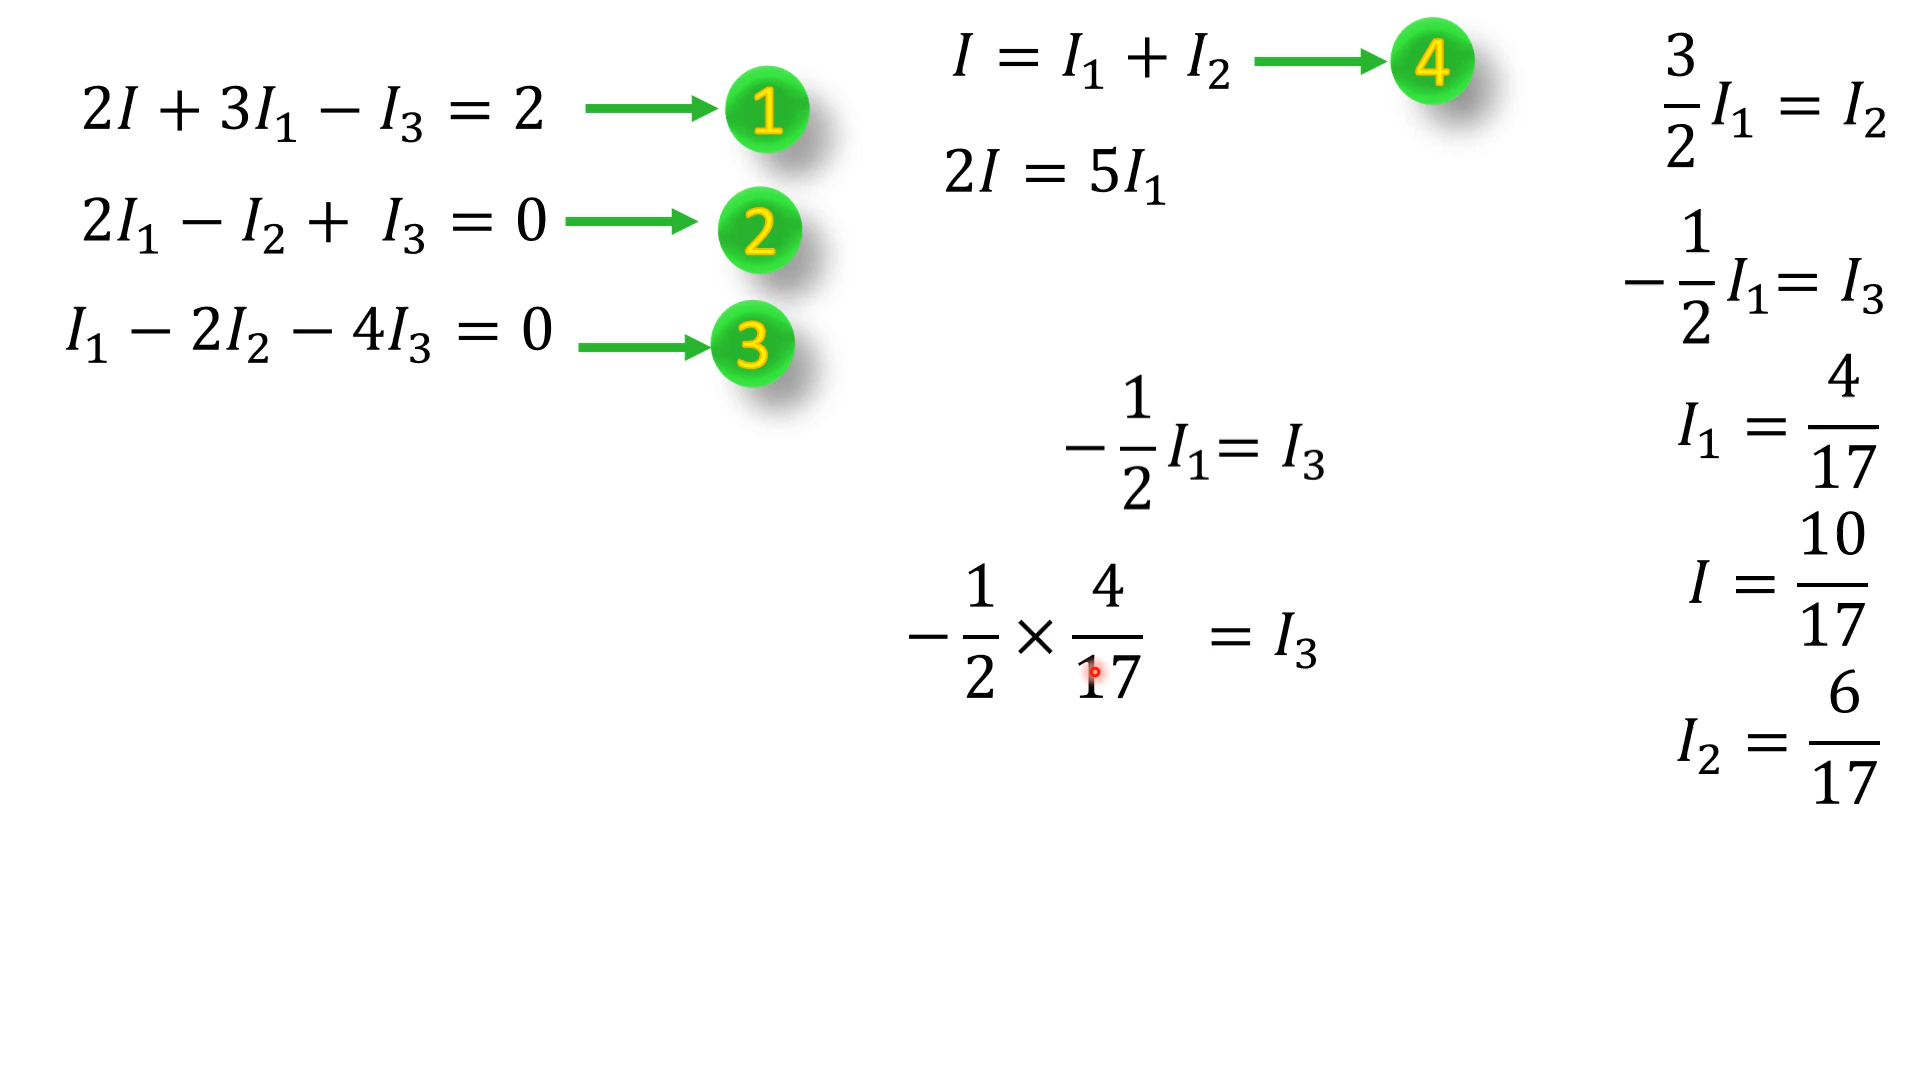 2I + 3I₁ − I₃ = 2 → 1
2I₁ − I₂ + I₃ = 0 → 2
I₁ − 2I₂ − 4I₃ = 0 → 3
I = I₁ + I₂ → 4
2I = 5I₁
−1/2 I₁ = I₃
−1/2 × 4/17 = I₃
3/2 I₁ = I₂
−1/2 I₁ = I₃
I₁ = 4/17
I = 10/17
I₂ = 6/17